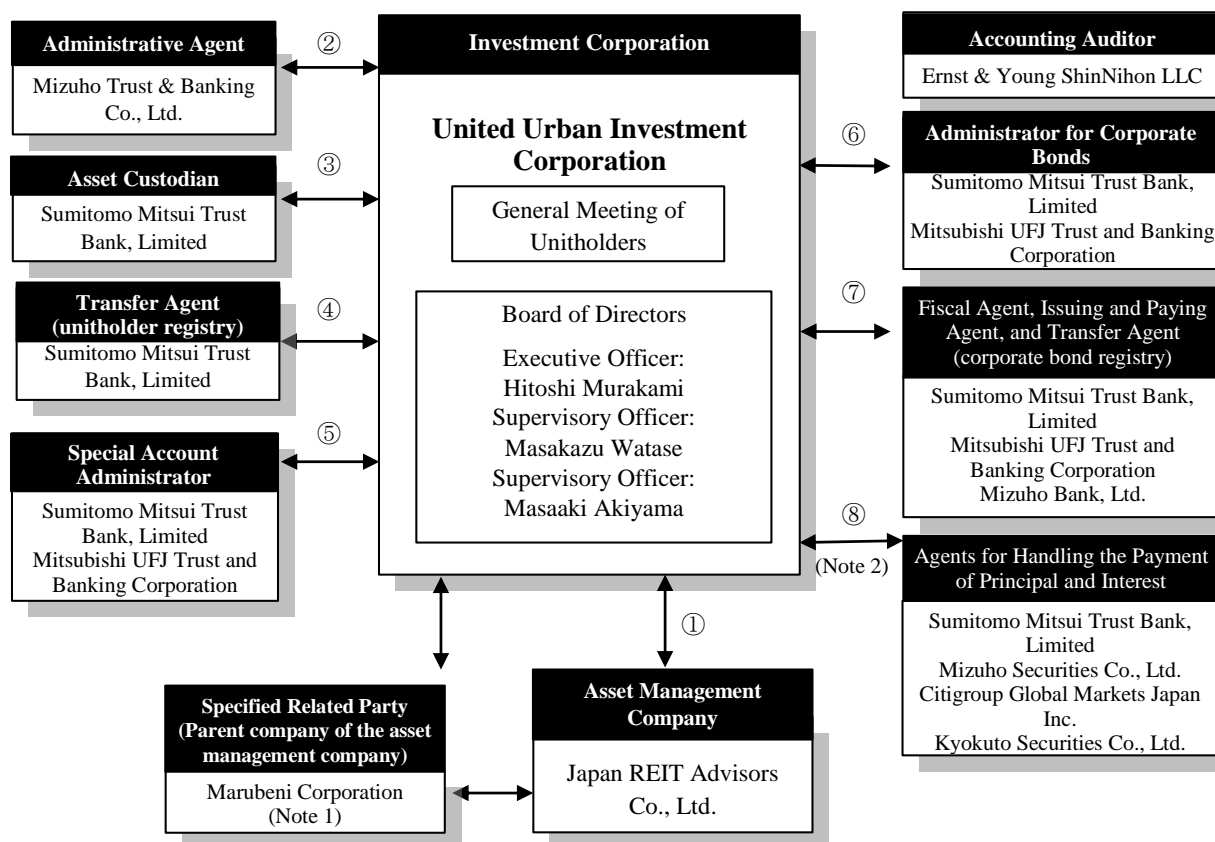 Administrative Agent
Mizuho Trust & Banking
Co., Ltd.
②
Asset Custodian
Sumitomo Mitsui Trust
Bank, Limited
③
Transfer Agent
(unitholder registry)
Sumitomo Mitsui Trust
Bank, Limited
④
Special Account
Administrator
Sumitomo Mitsui Trust
Bank, Limited
Mitsubishi UFJ Trust and
Banking Corporation
⑤
Investment Corporation
United Urban Investment
Corporation
General Meeting of
Unitholders
Board of Directors
Executive Officer:
Hitoshi Murakami
Supervisory Officer:
Masakazu Watase
Supervisory Officer:
Masaaki Akiyama
Accounting Auditor
Ernst & Young ShinNihon LLC
⑥
Administrator for Corporate
Bonds
Sumitomo Mitsui Trust Bank,
Limited
Mitsubishi UFJ Trust and Banking
Corporation
⑦
Fiscal Agent, Issuing and Paying
Agent, and Transfer Agent
(corporate bond registry)
Sumitomo Mitsui Trust Bank,
Limited
Mitsubishi UFJ Trust and
Banking Corporation
Mizuho Bank, Ltd.
⑧
(Note 2)
Agents for Handling the Payment
of Principal and Interest
Sumitomo Mitsui Trust Bank,
Limited
Mizuho Securities Co., Ltd.
Citigroup Global Markets Japan
Inc.
Kyokuto Securities Co., Ltd.
①
Specified Related Party
(Parent company of the asset
management company)
Marubeni Corporation
(Note 1)
Asset Management
Company
Japan REIT Advisors
Co., Ltd.